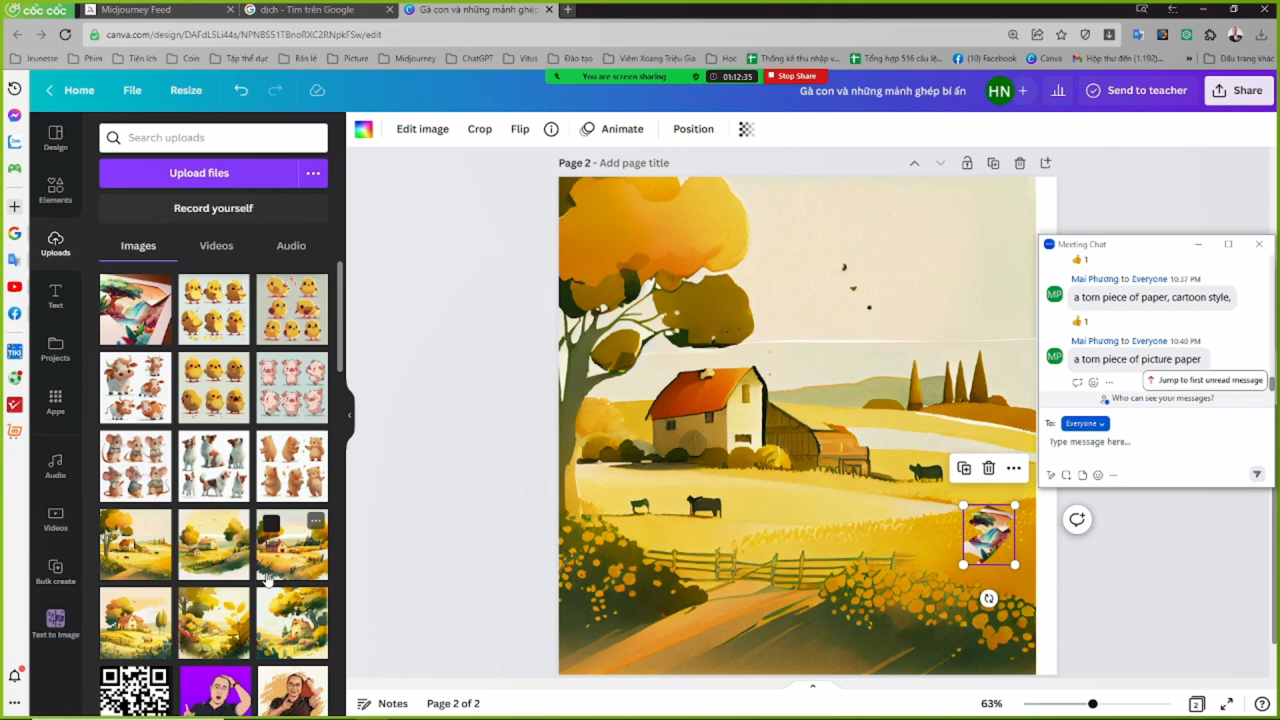 cốc cốc
Midjourney Feed
dịch - Tìm trên Google
Gà con và những mảnh ghép
canva.com/design/DAFdLSLi44s/NPNBS51TBnoRXC2RNpkFSw/edit
Jeunesse
Phim
Tiện ích
Coin
Tập thể dục
Bán lẻ
Picture
Midjourney
ChatGPT
Vitus
Đào tạo
Viêm Xoang Triệu Gia
Học
Thống kê thu nhập v...
Tổng hợp 516 câu lệ...
(10) Facebook
Canva
Hộp thư đến (1.192)...
»
Dấu trang khác
You are screen sharing
01:12:35
Stop Share
Home
File
Resize
Gà con và những mảnh ghép bí ẩn
HN
Send to teacher
Share
Design
Elements
Uploads
Text
Projects
Apps
Audio
Videos
Bulk create
Text to Image
Search uploads
Upload files
Record yourself
Images
Videos
Audio
Edit image
Crop
Flip
Animate
Position
Page 2 - Add page title
Meeting Chat
1
Mai Phương to Everyone 10:37 PM
MP
a torn piece of paper, cartoon style,
1
Mai Phương to Everyone 10:40 PM
MP
a torn piece of picture paper
Jump to first unread message
Who can see your messages?
To:
Everyone
Type message here...
Notes
Page 2 of 2
63%
2